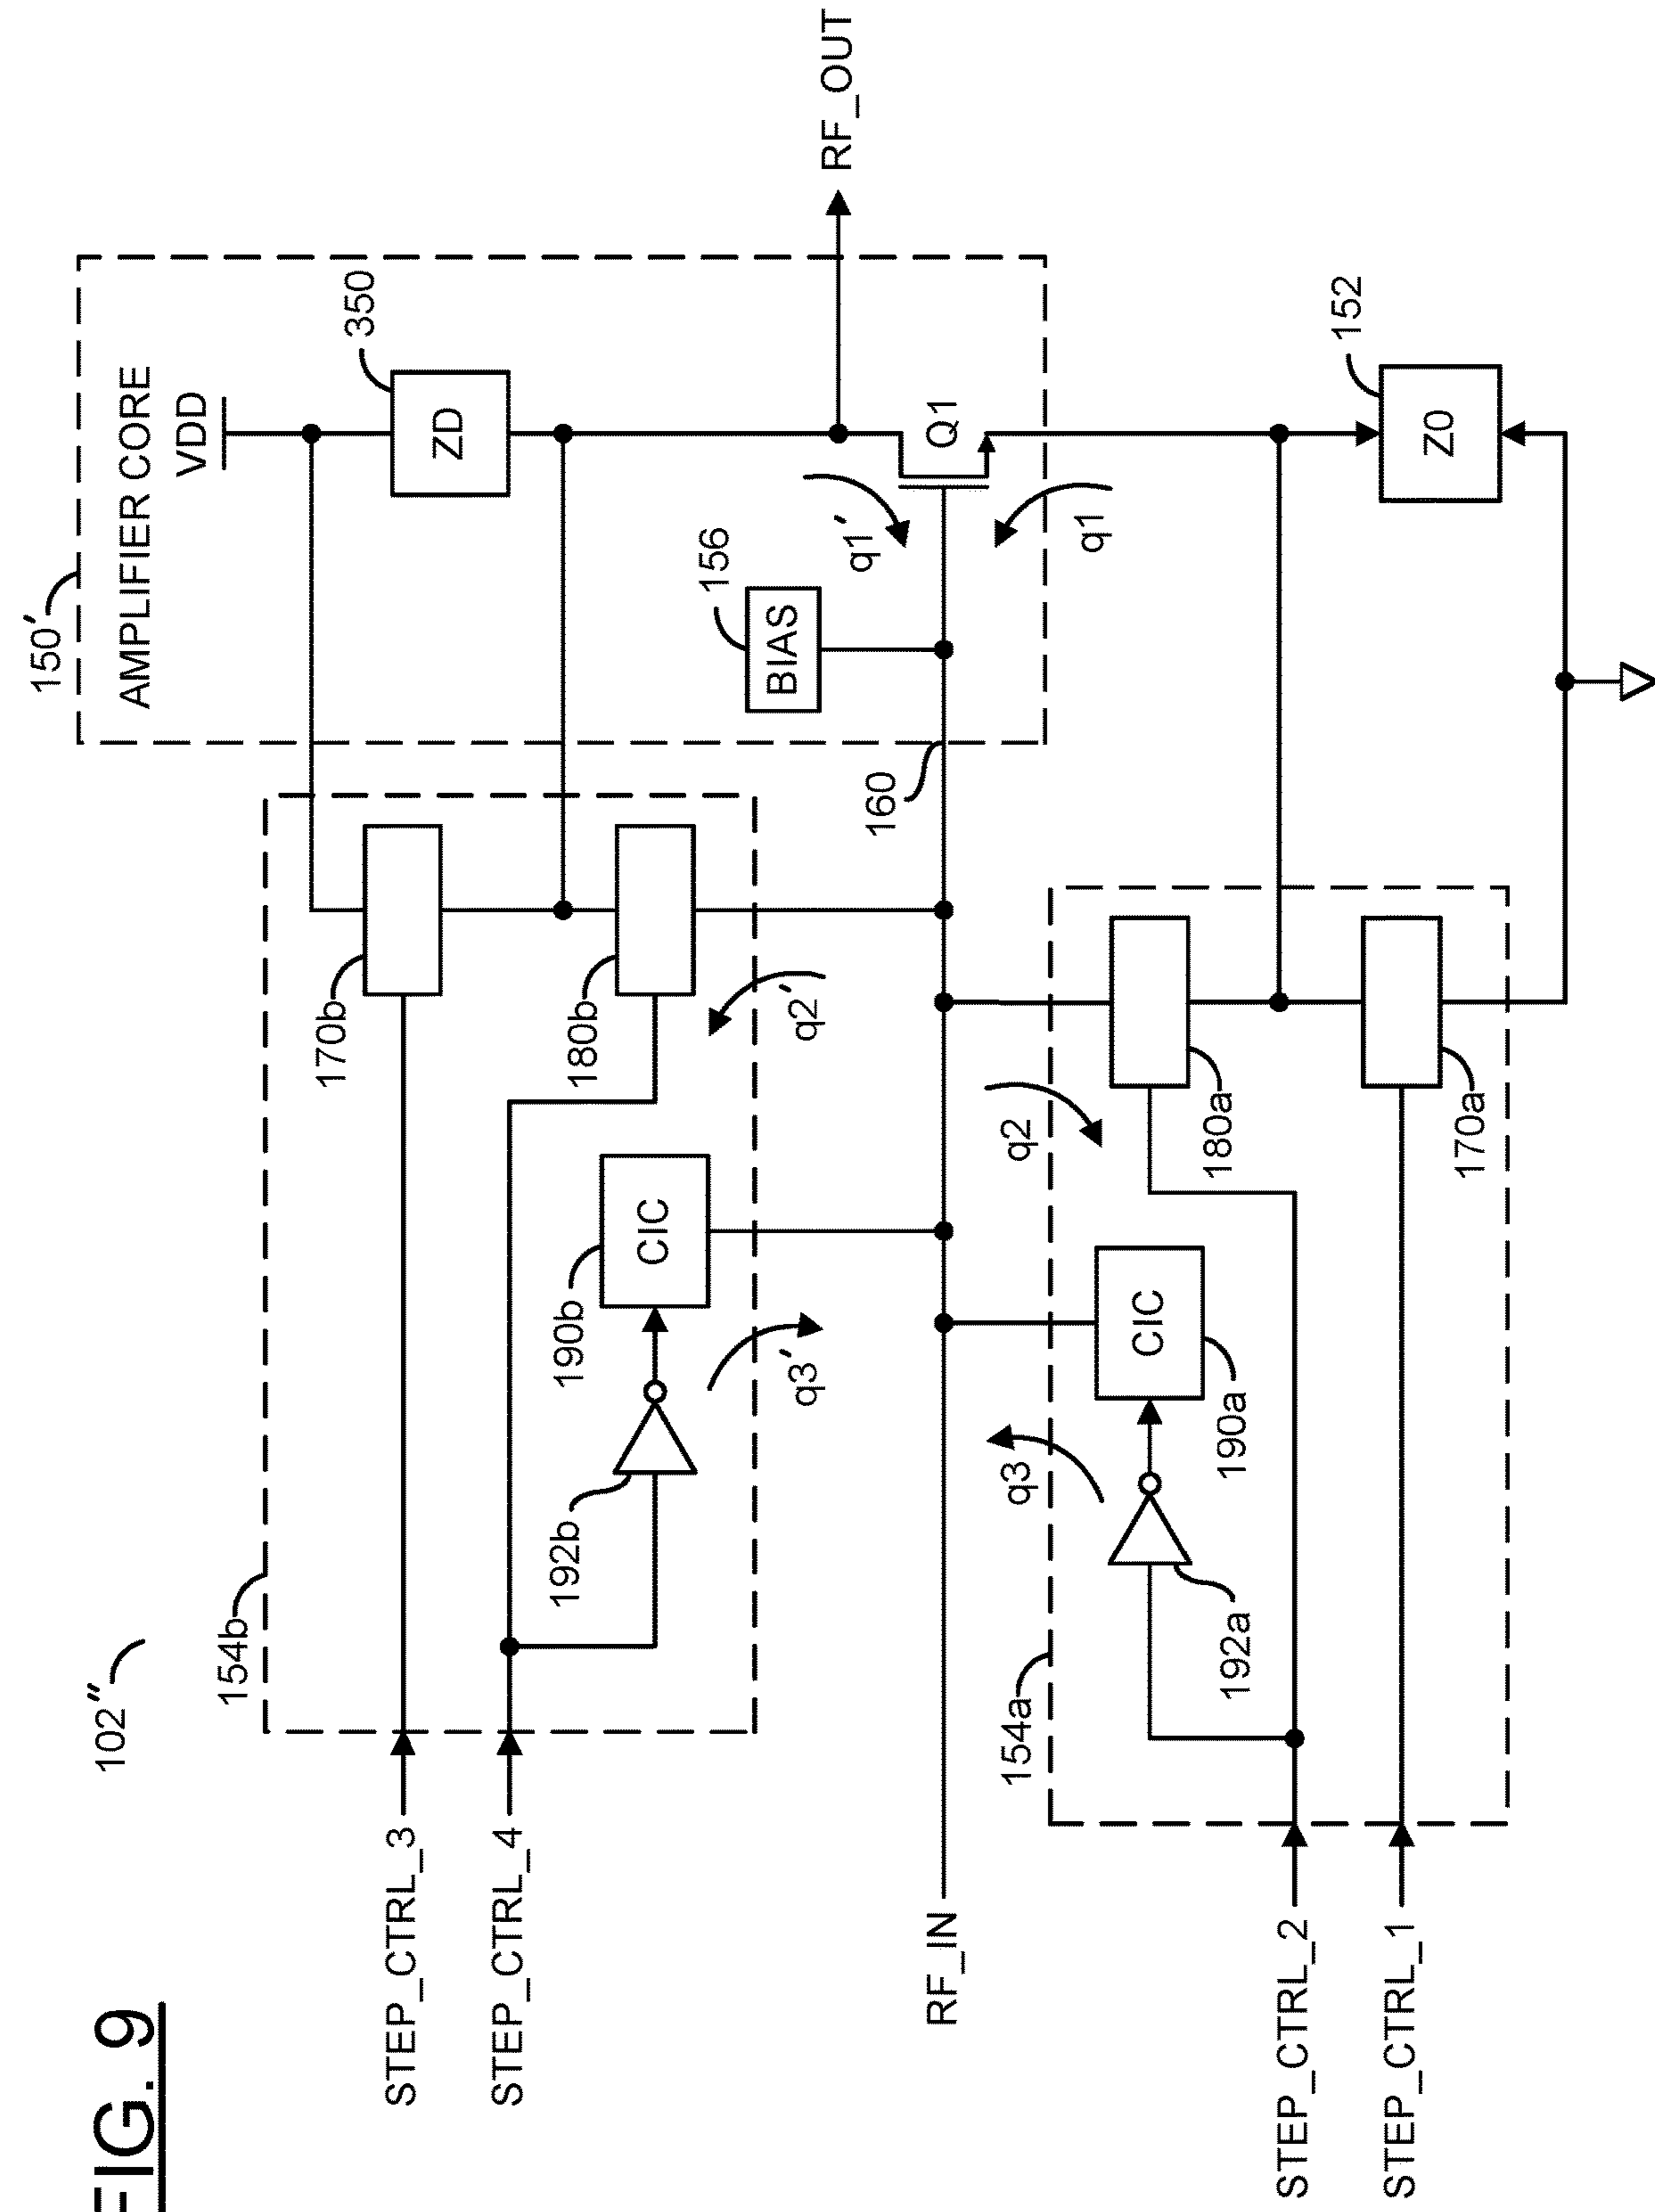 FIG. 9
102″
150′
AMPLIFIER CORE
VDD
350
ZD
RF_OUT
154b
170b
180b
STEP_CTRL_3
STEP_CTRL_4
192b
190b
CIC
q3′
q2′
156
BIAS
q1′
Q1
q1
160
RF_IN
q3
q2
154a
192a
190a
CIC
180a
170a
152
Z0
STEP_CTRL_2
STEP_CTRL_1